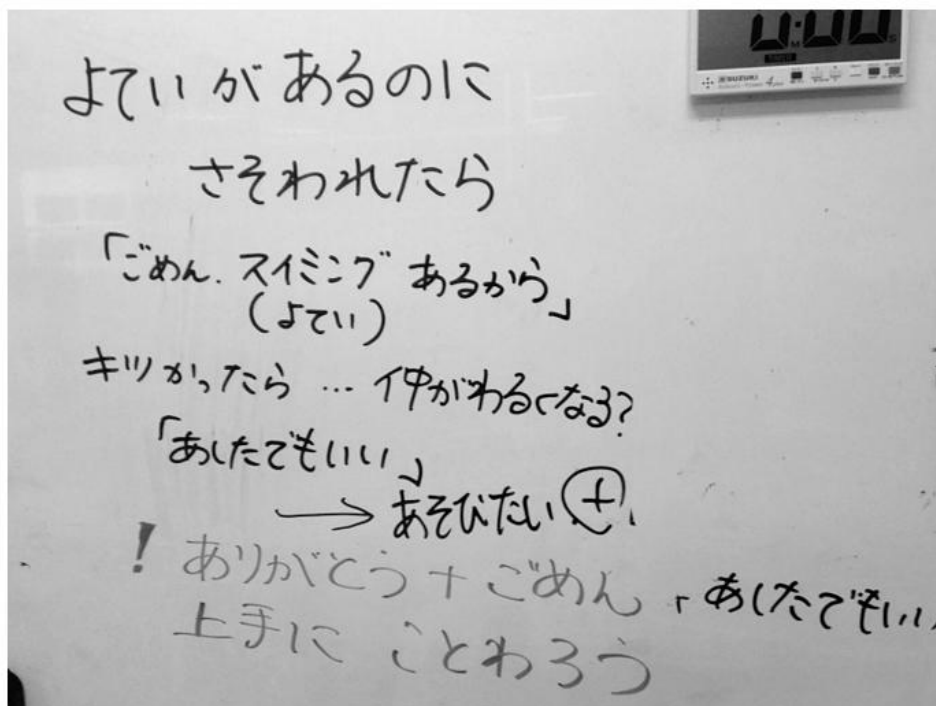 0:00
M S
TIMER
SUZUKI
よていがあるのに
さそわれたら
「ごめん. スイミング あるから」
(よてい)
キツかったら … 仲がわるくなる?
「あしたでもいい」
→ あそびたい +
! ありがとう + ごめん 、あしたでもいい
上手に ことわろう